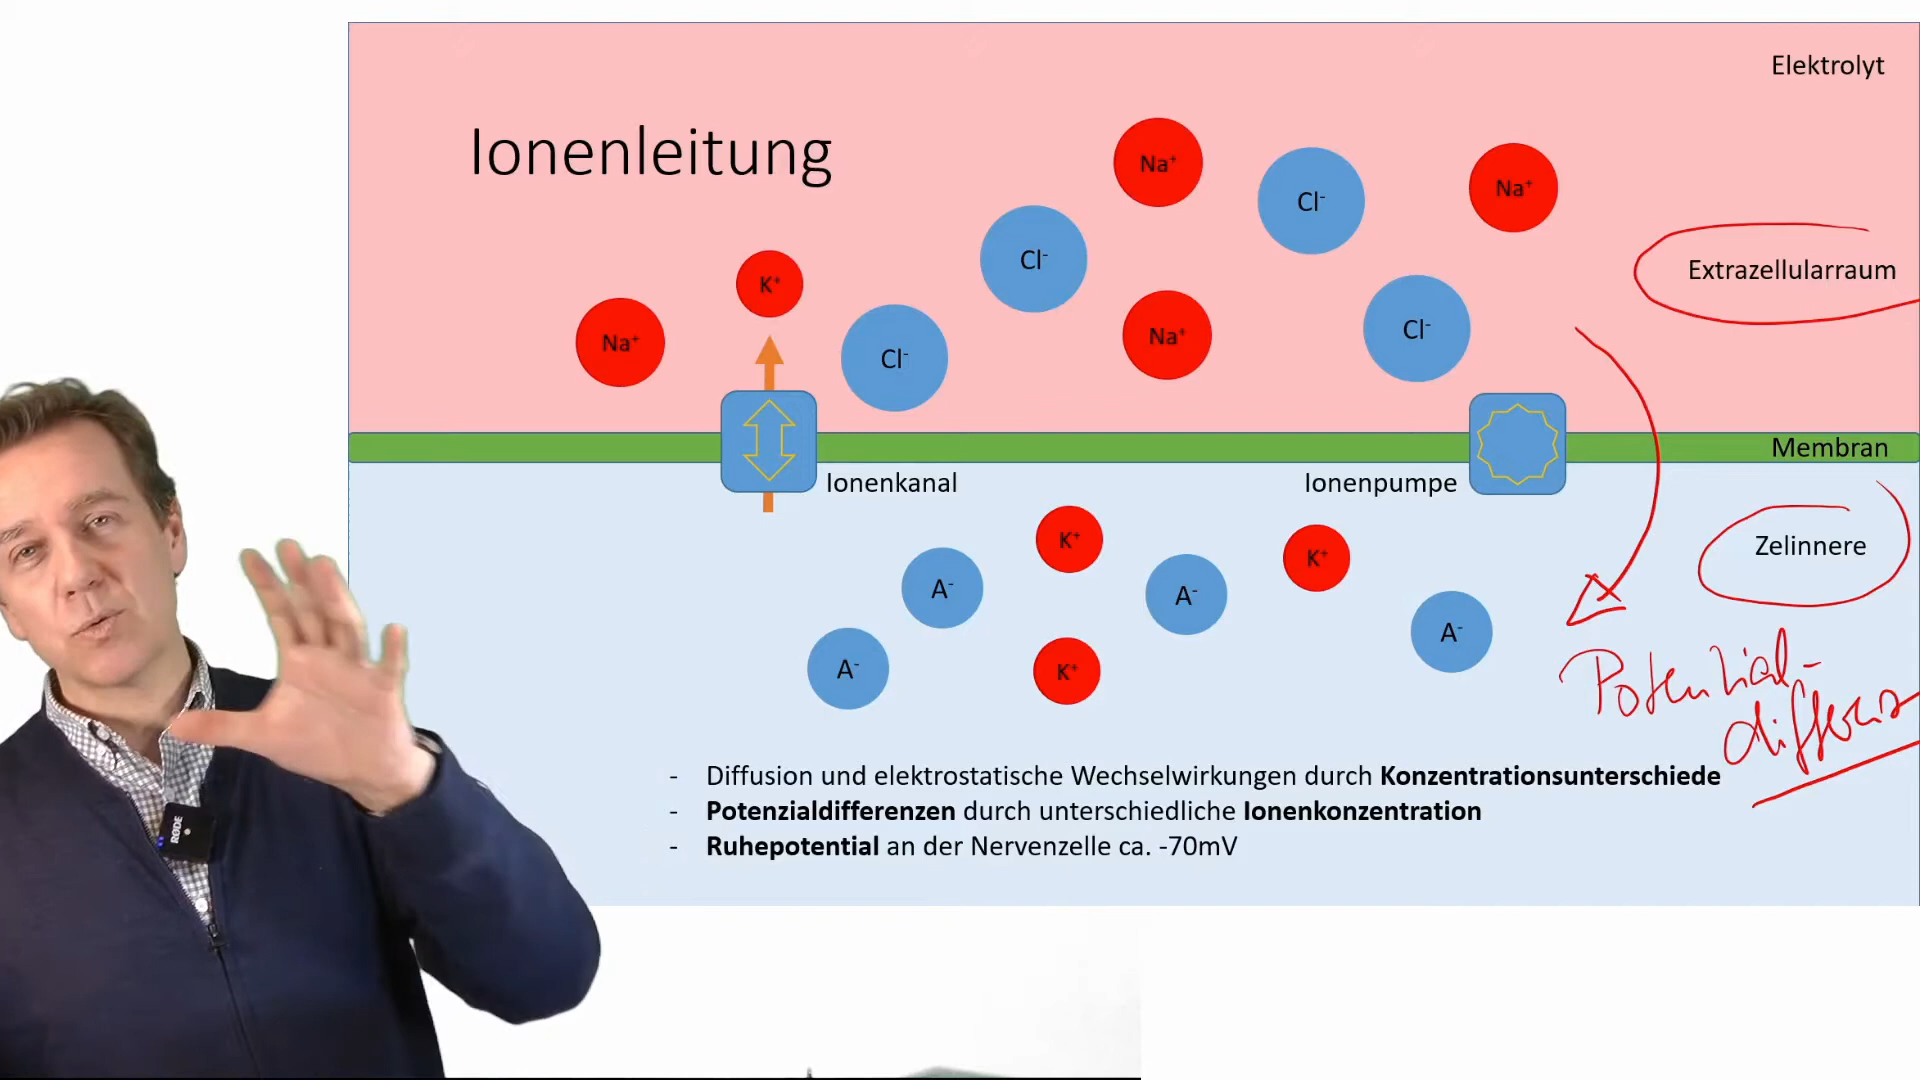 Elektrolyt
Ionenleitung
Na⁺
Cl⁻
Na⁺
Cl⁻
K⁺
Extrazellularraum
Na⁺
Cl⁻
Na⁺
Cl⁻
Membran
Ionenkanal
Ionenpumpe
K⁺
K⁺
Zelinnere
A⁻
A⁻
A⁻
A⁻
K⁺
Potenzial-
differenz
- Diffusion und elektrostatische Wechselwirkungen durch Konzentrationsunterschiede
- Potenzialdifferenzen durch unterschiedliche Ionenkonzentration
- Ruhepotential an der Nervenzelle ca. -70mV
RØDE